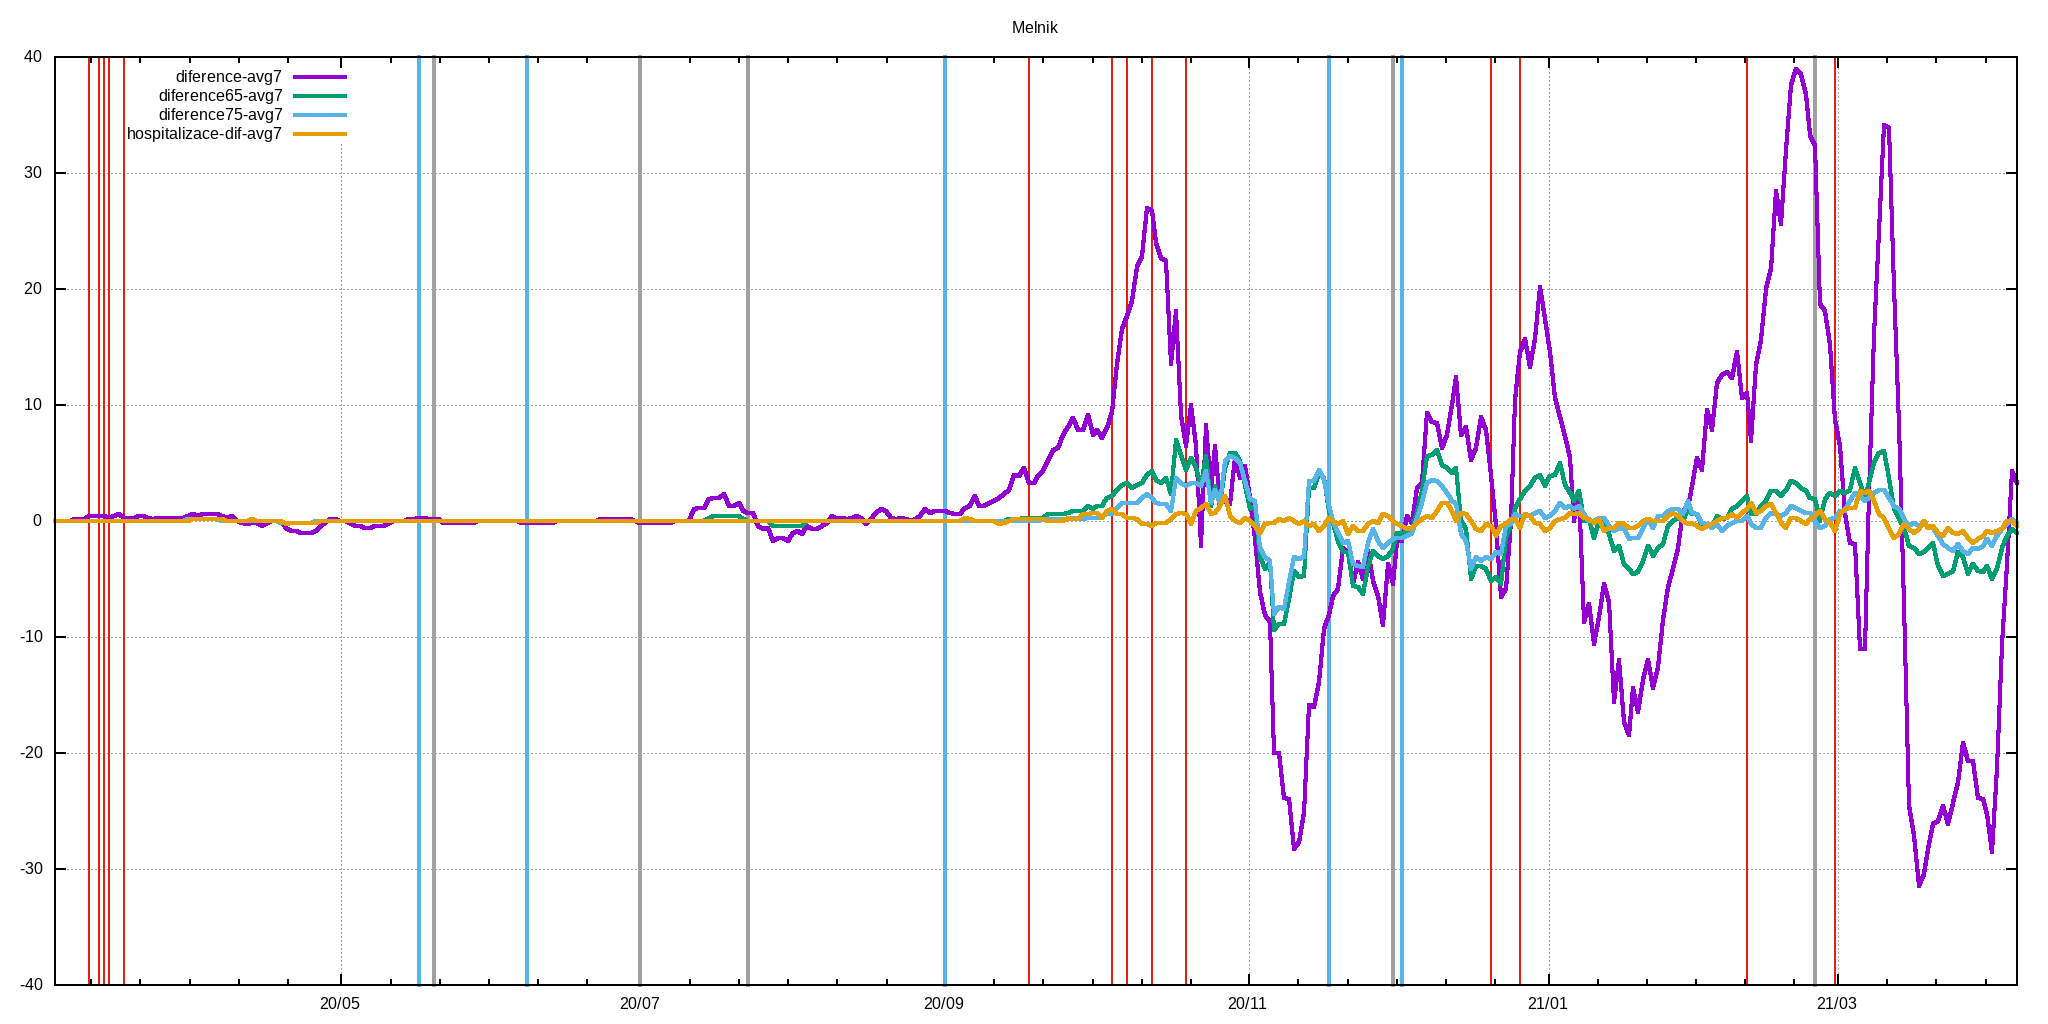 Melnik
diference-avg7
diference65-avg7
diference75-avg7
hospitalizace-dif-avg7
40
30
20
10
0
-10
-20
-30
-40
20/05 20/07 20/09 20/11 21/01 21/03